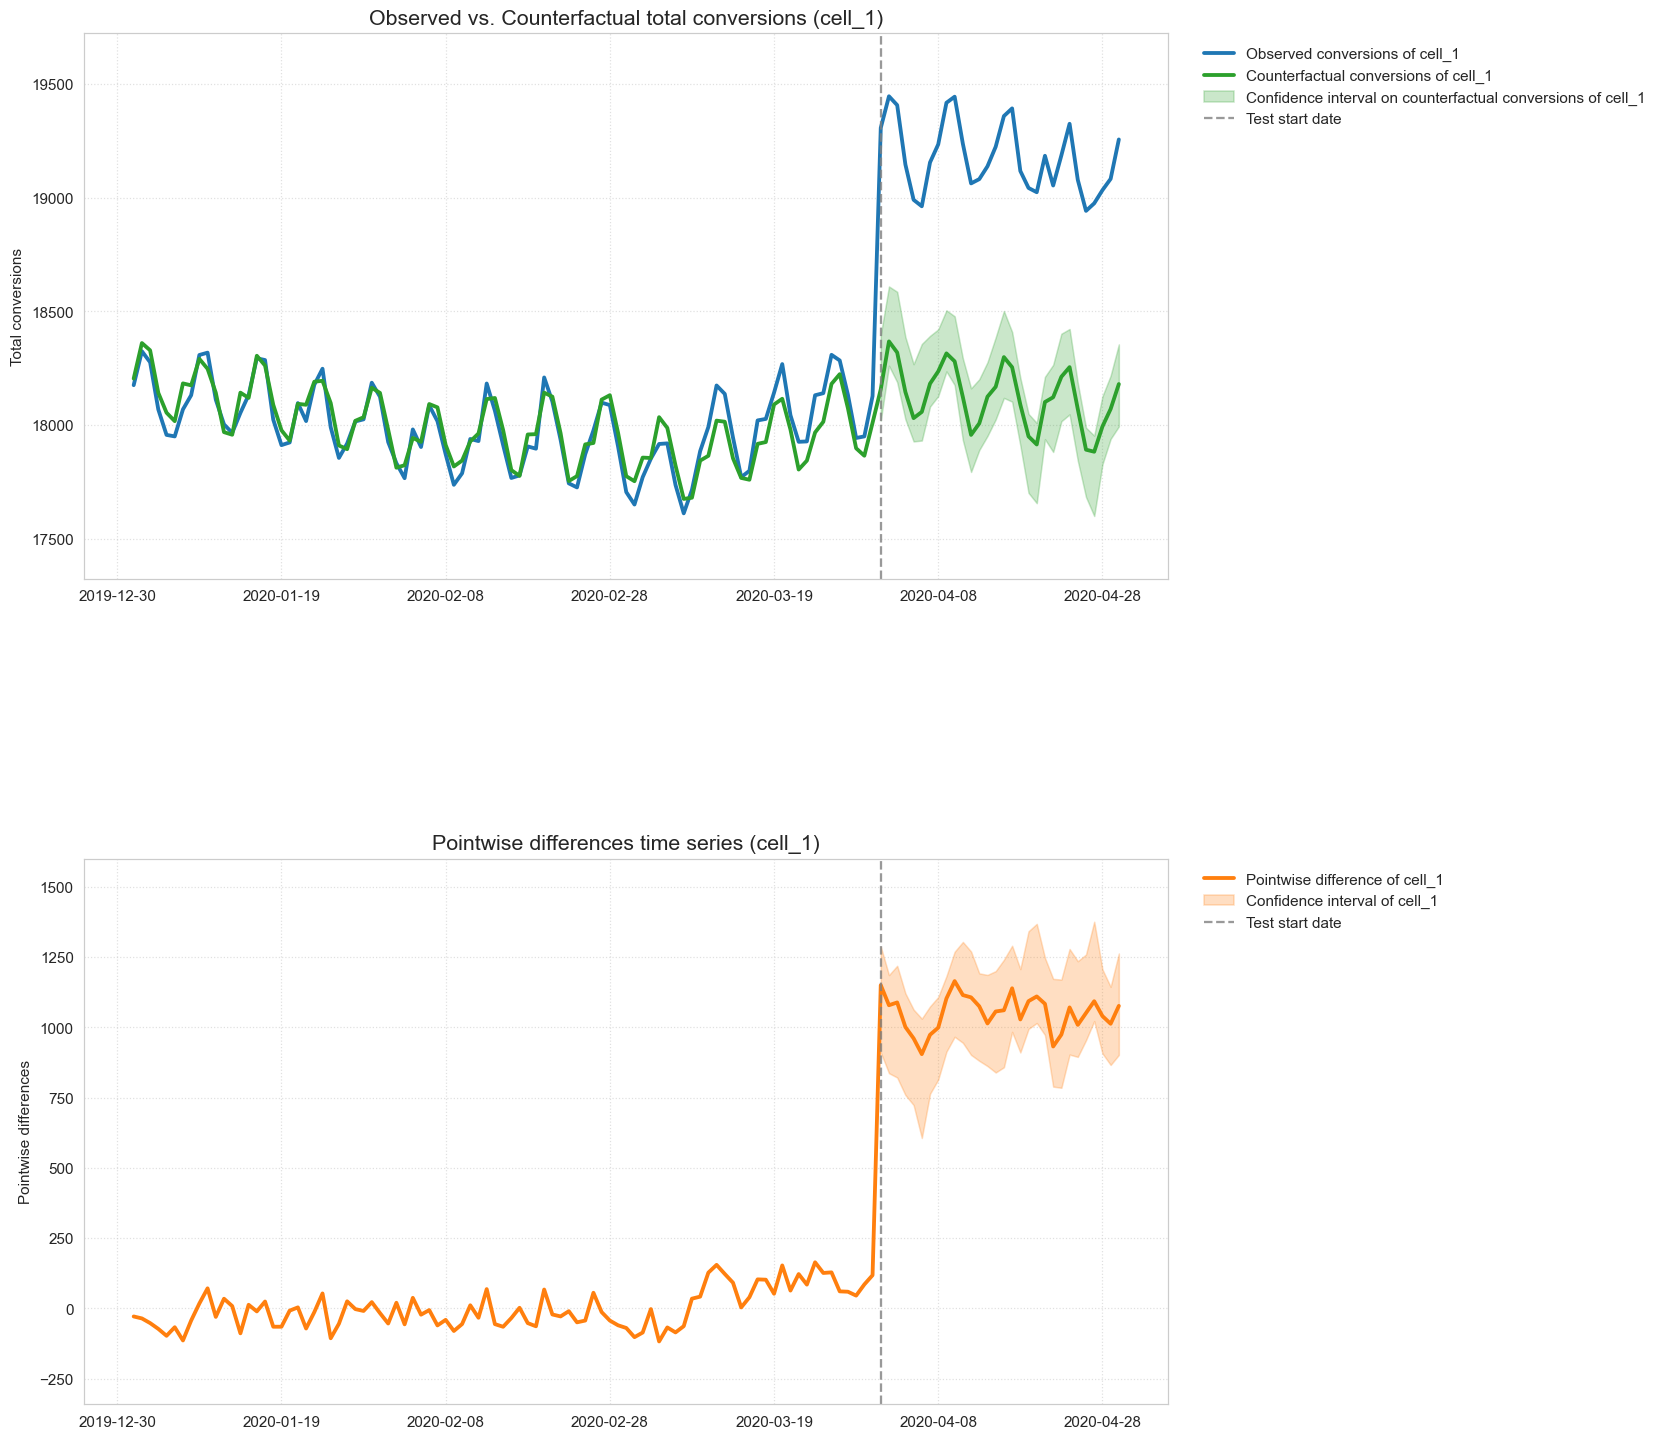 Observed vs. Counterfactual total conversions (cell_1)
Total conversions
19500
19000
18500
18000
17500
2019-12-30 2020-01-19 2020-02-08 2020-02-28 2020-03-19 2020-04-08 2020-04-28
Observed conversions of cell_1
Counterfactual conversions of cell_1
Confidence interval on counterfactual conversions of cell_1
Test start date
Pointwise differences time series (cell_1)
Pointwise differences
1500
1250
1000
750
500
250
0
−250
2019-12-30 2020-01-19 2020-02-08 2020-02-28 2020-03-19 2020-04-08 2020-04-28
Pointwise difference of cell_1
Confidence interval of cell_1
Test start date